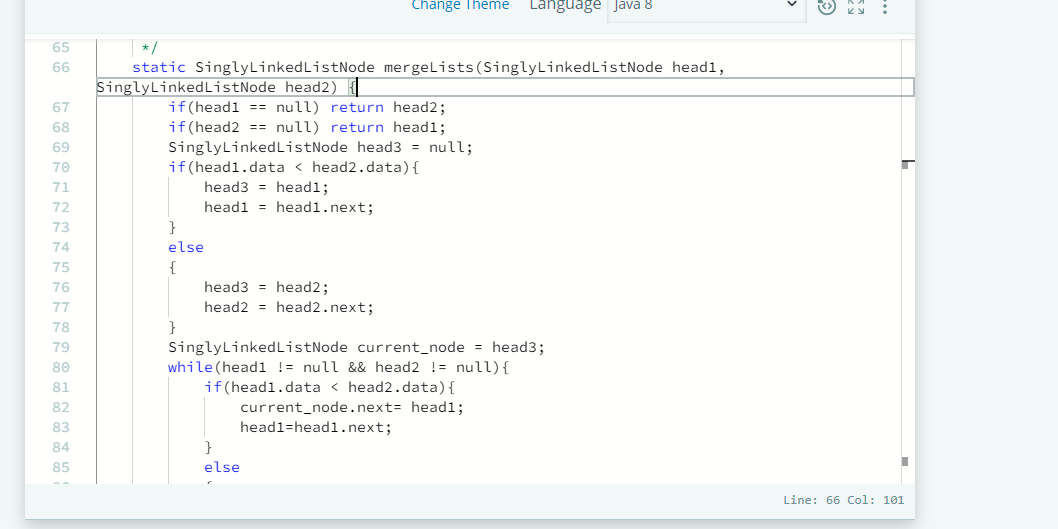 Change Theme Language Java 8
65 */
66 static SinglyLinkedListNode mergeLists(SinglyLinkedListNode head1,
SinglyLinkedListNode head2) {
67 if(head1 == null) return head2;
68 if(head2 == null) return head1;
69 SinglyLinkedListNode head3 = null;
70 if(head1.data < head2.data){
71 head3 = head1;
72 head1 = head1.next;
73 }
74 else
75 {
76 head3 = head2;
77 head2 = head2.next;
78 }
79 SinglyLinkedListNode current_node = head3;
80 while(head1 != null && head2 != null){
81 if(head1.data < head2.data){
82 current_node.next= head1;
83 head1=head1.next;
84 }
85 else
Line: 66 Col: 101